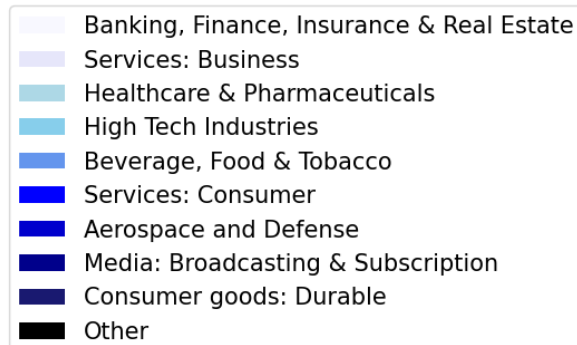 Banking, Finance, Insurance & Real Estate
Services: Business
Healthcare & Pharmaceuticals
High Tech Industries
Beverage, Food & Tobacco
Services: Consumer
Aerospace and Defense
Media: Broadcasting & Subscription
Consumer goods: Durable
Other